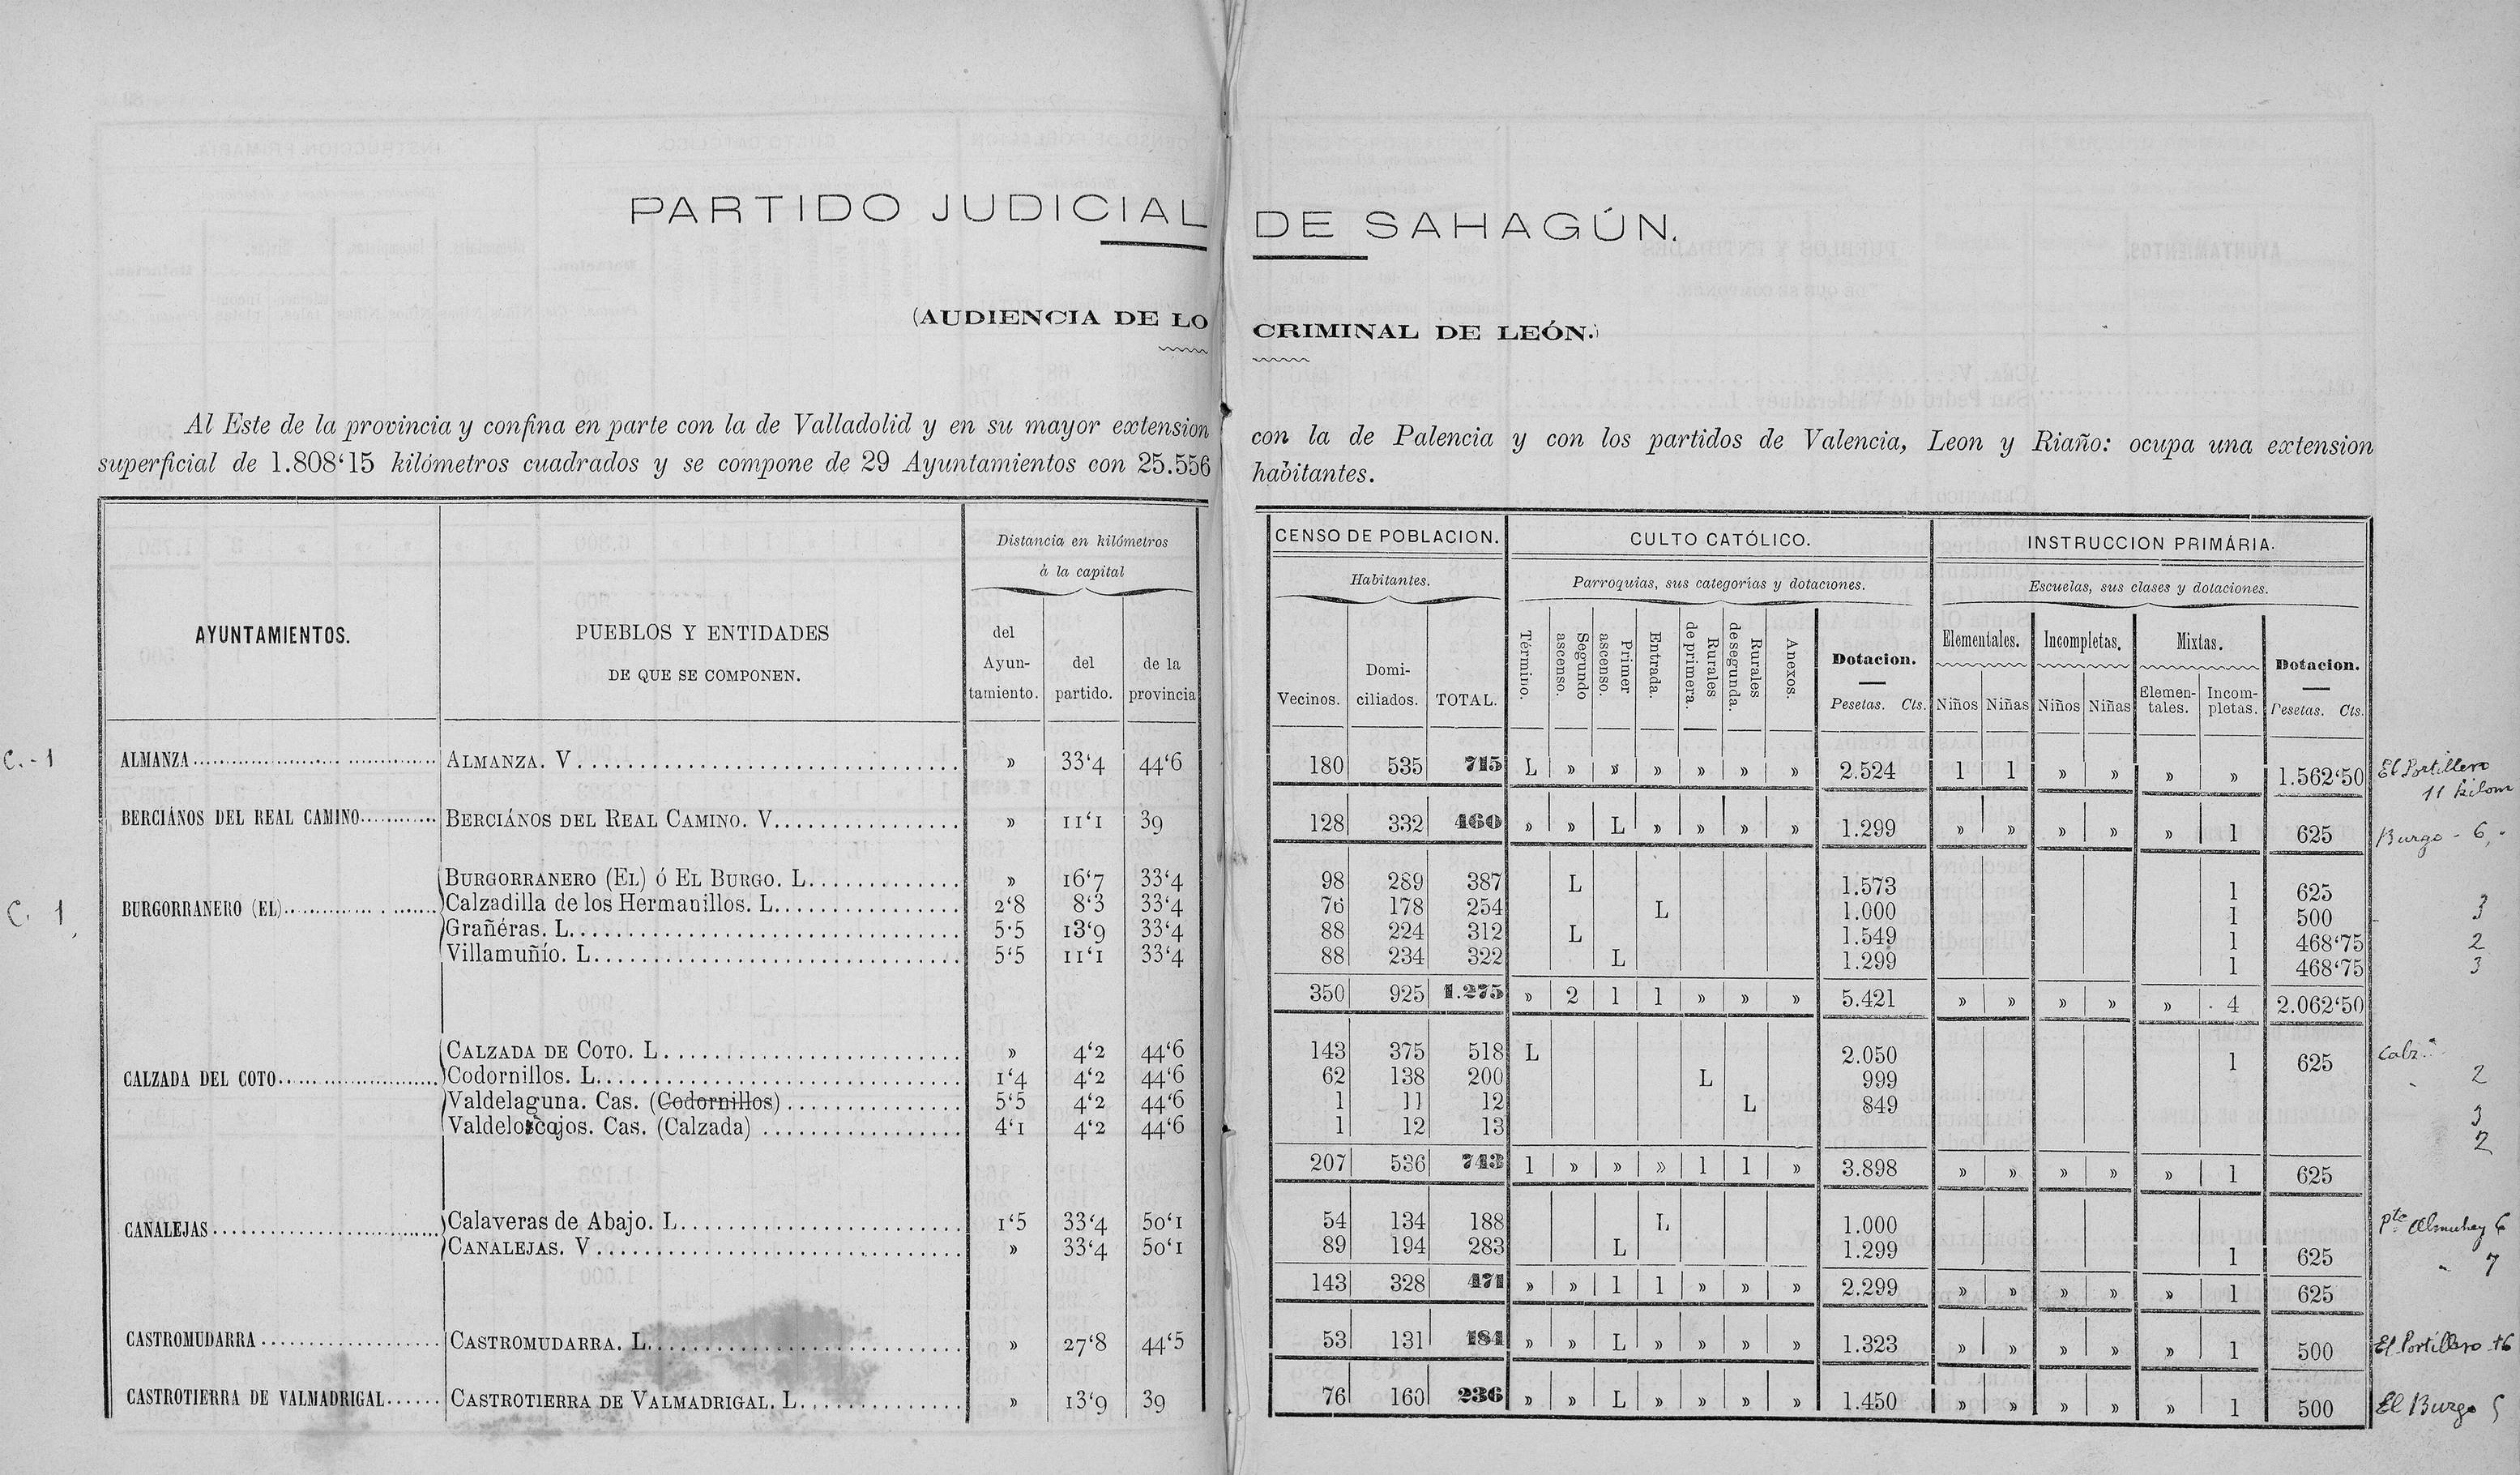 PARTIDO JUDICIAL DE SAHAGÚN.
(AUDIENCIA DE LO CRIMINAL DE LEÓN.)
Al Este de la provincia y confina en parte con la de Valladolid y en su mayor extension con la de Palencia y con los partidos de Valencia, Leon y Riaño: ocupa una extension
superficial de 1.808‘15 kilómetros cuadrados y se compone de 29 Ayuntamientos con 25.556 habitantes.
AYUNTAMIENTOS.
PUEBLOS Y ENTIDADES
DE QUE SE COMPONEN.
Distancia en kilómetros
á la capital
del Ayun-tamiento.
del partido.
de la provincia
CENSO DE POBLACION.
Habitantes.
Vecinos.
Domi-ciliados.
TOTAL.
CULTO CATÓLICO.
Parroquias, sus categorías y dotaciones.
Término.
Segundo ascenso.
Primer ascenso.
Entrada.
Rurales de primera.
Rurales de segunda.
Anexos.
Dotacion.
Pesetas. Cts.
INSTRUCCION PRIMÁRIA.
Escuelas, sus clases y dotaciones.
Elementales.
Niños Niñas
Incompletas.
Niños Niñas
Mixtas.
Elemen-tales.
Incom-pletas.
Dotacion.
Pesetas. Cts.
C. - 1 ALMANZA ALMANZA. V » 33‘4 44‘6 180 535 715 L » » » » » » 2.524 1 1 » » » » 1.562‘50 El Portillero
11 kilom
BERCIÁNOS DEL REAL CAMINO BERCIÁNOS DEL REAL CAMINO. V » 11‘1 39 128 332 460 » » L » » » » 1.299 » » » » » 1 625 Burgo - 6
BURGORRANERO (EL) ó EL BURGO. L » 16‘7 33‘4 98 289 387 L 1.573 1 625
C. 1 BURGORRANERO (EL) Calzadilla de los Hermanillos. L 2‘8 8‘3 33‘4 76 178 254 L 1.000 1 500 3
Grañéras. L 5·5 13‘9 33‘4 88 224 312 L 1.549 1 468‘75 2
Villamuñío. L 5‘5 11‘1 33‘4 88 234 322 L 1.299 1 468‘75 3
350 925 1.275 » 2 1 1 » » » 5.421 » » » » » 4 2.062‘50
CALZADA DE COTO. L » 4‘2 44‘6 143 375 518 L 2.050 1 625 Calz.ª
CALZADA DEL COTO Codornillos. L 1‘4 4‘2 44‘6 62 138 200 L 999 2
Valdelaguna. Cas. (Codornillos) 5‘5 4‘2 44‘6 1 11 12 L 849 3
Valdeloscojos. Cas. (Calzada) 4‘1 4‘2 44‘6 1 12 13 2
207 536 743 1 » » » 1 1 » 3.898 » » » » » 1 625
CANALEJAS Calaveras de Abajo. L 1‘5 33‘4 50‘1 54 134 188 L 1.000 pte Almuhey 6
CANALEJAS. V » 33‘4 50‘1 89 194 283 L 1.299 1 625 7
143 328 471 » » 1 1 » » » 2.299 » » » » » 1 625
CASTROMUDARRA CASTROMUDARRA. L » 27‘8 44‘5 53 131 184 » » L » » » » 1.323 » » » » » 1 500 El Portillero
CASTROTIERRA DE VALMADRIGAL CASTROTIERRA DE VALMADRIGAL. L » 13‘9 39 76 160 236 » » L » » » » 1.450 » » » » » 1 500 El Burgo 5